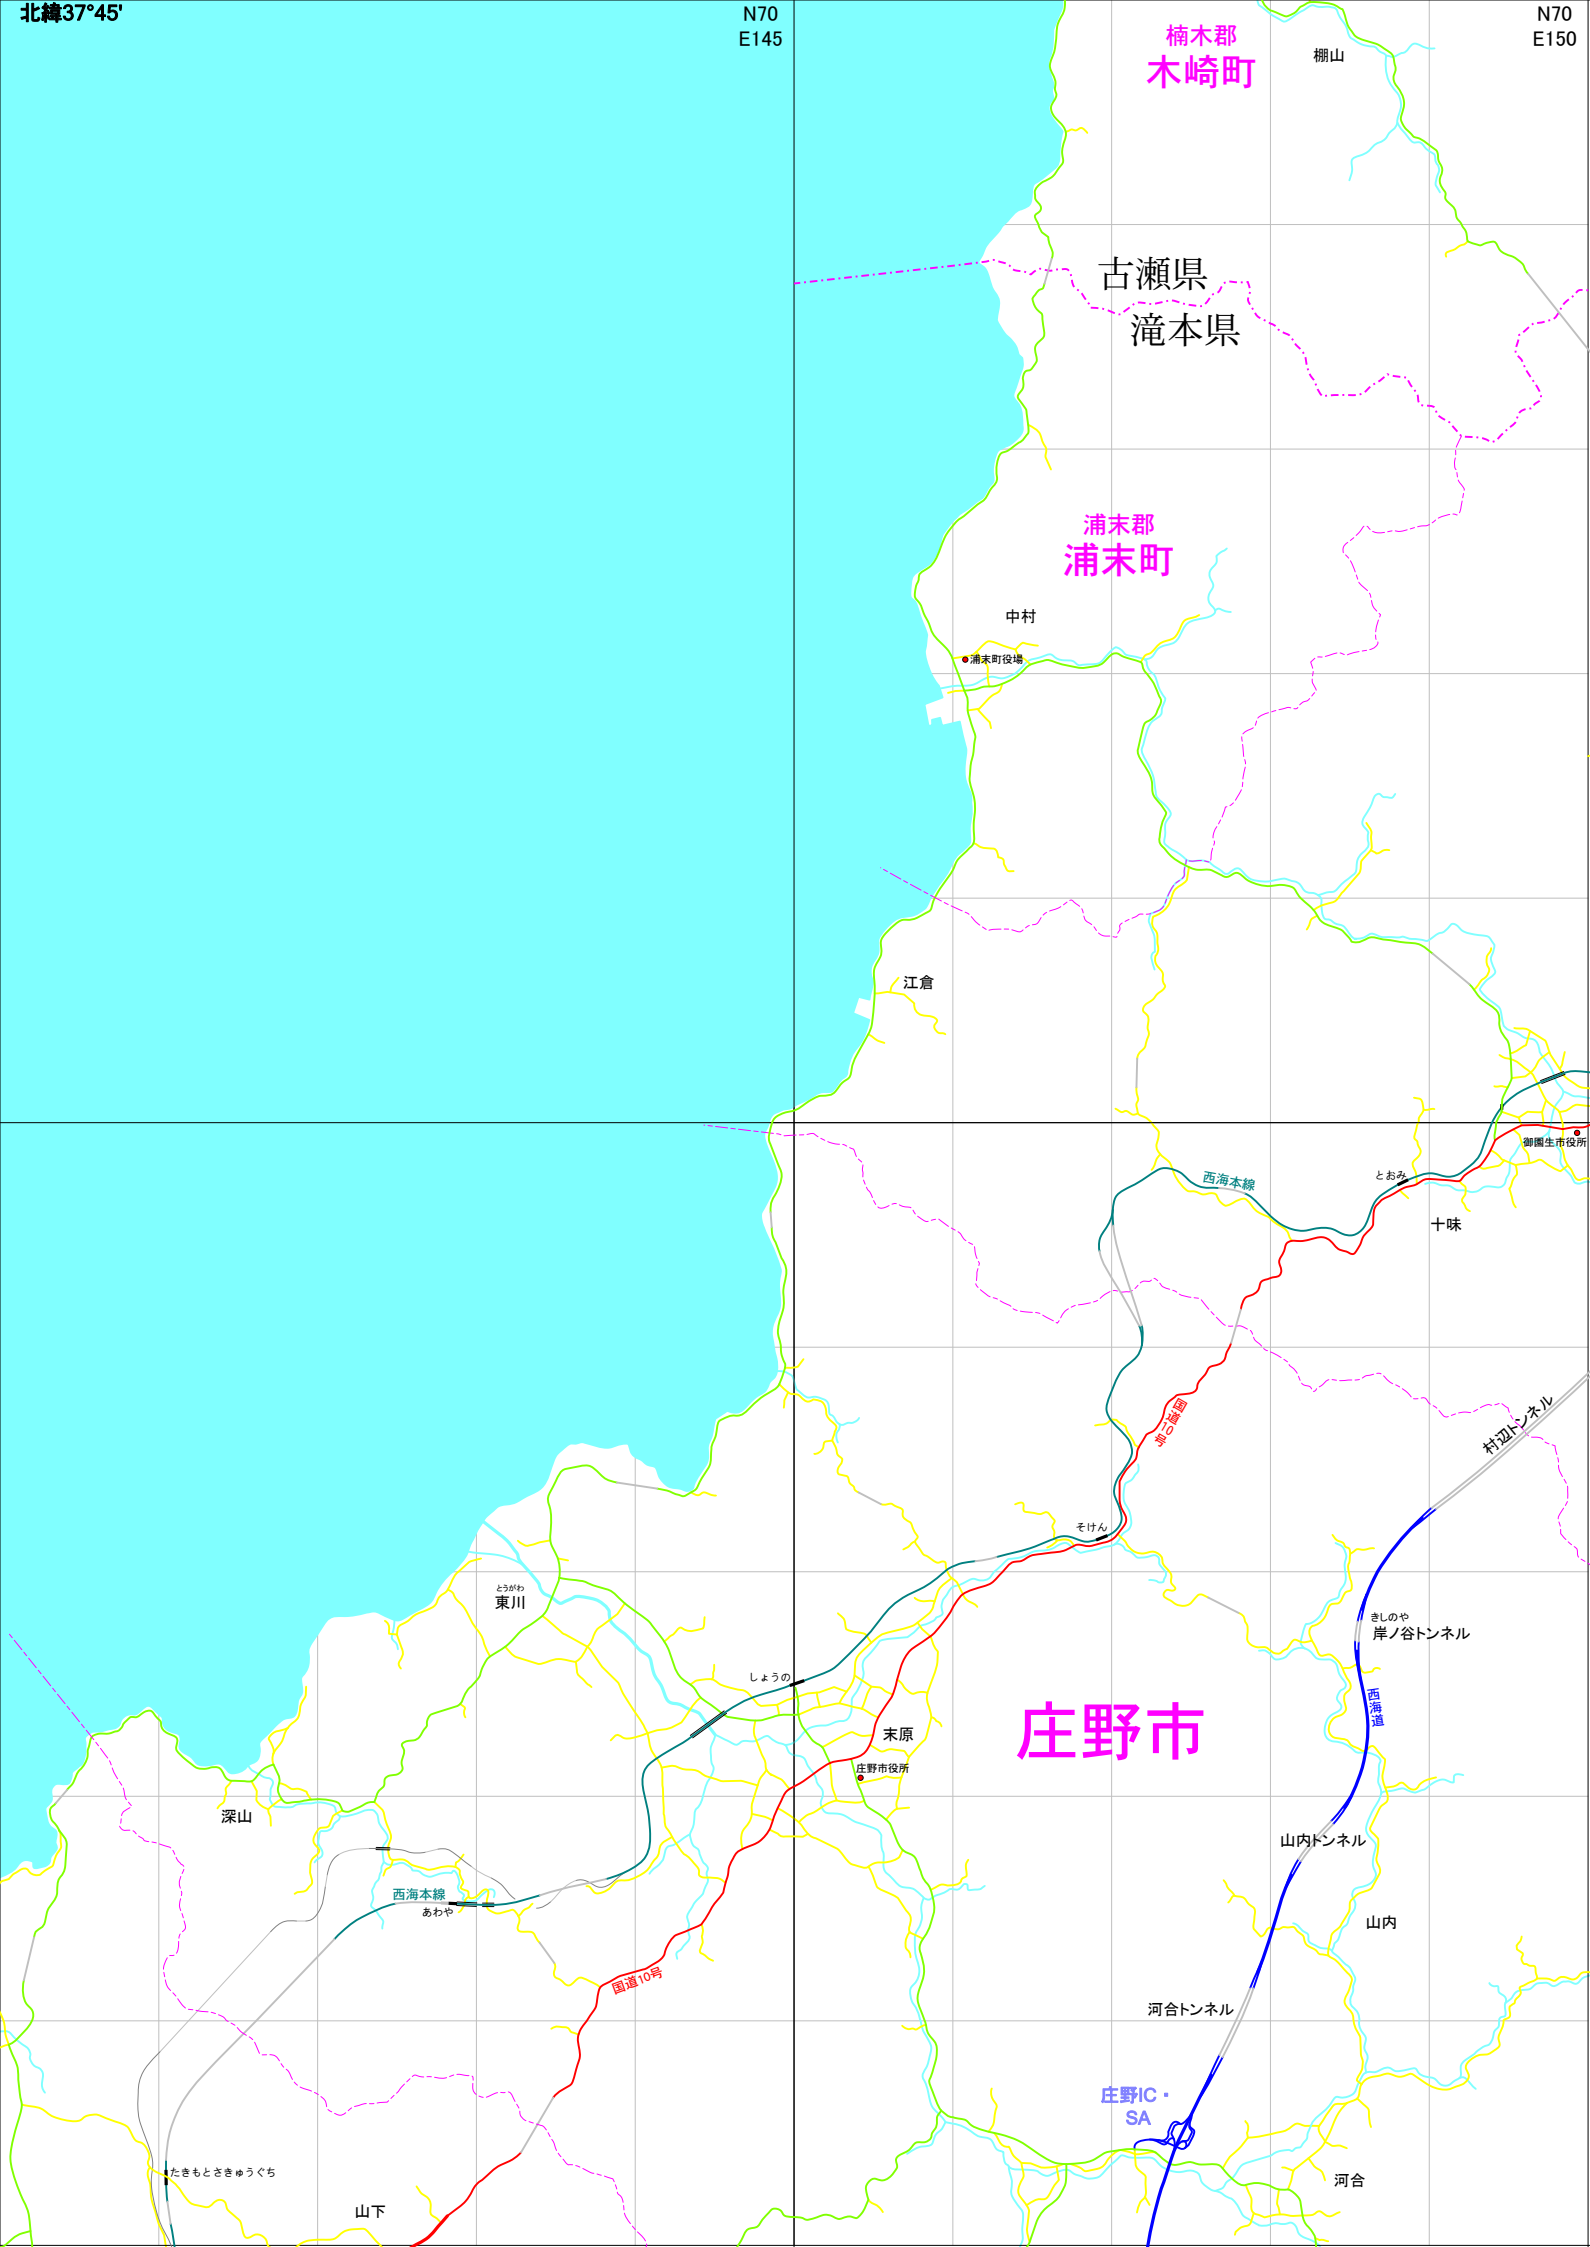 北緯37°45'
N70
E145
N70
E150
楠木郡
木崎町
棚山
古瀬県
滝本県
浦末郡
浦末町
中村
浦末町役場
江倉
御園生市役所
西海本線
とおみ
十味
国道10号
村辺トンネル
そけん
とうがわ
東川
きしのや
岸ノ谷トンネル
しょうの
西海道
庄野市
末原
庄野市役所
深山
山内トンネル
西海本線
あわや
山内
国道10号
河合トンネル
庄野IC・
SA
たきもとさきゅうぐち
河合
山下